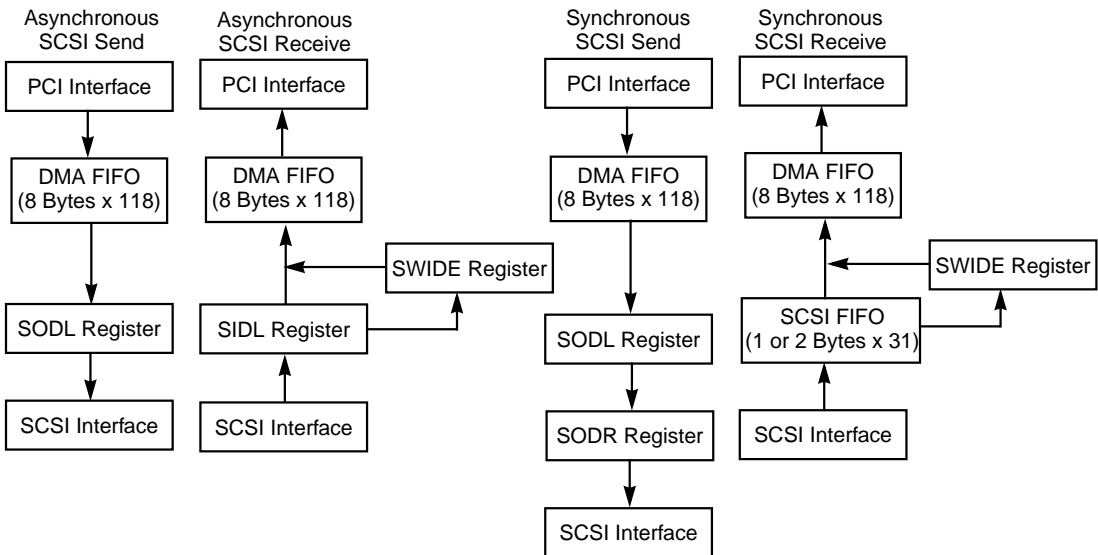 Asynchronous
SCSI Send
PCI Interface
DMA FIFO
(8 Bytes x 118)
SODL Register
SCSI Interface
Asynchronous
SCSI Receive
PCI Interface
DMA FIFO
(8 Bytes x 118)
SWIDE Register
SIDL Register
SCSI Interface
Synchronous
SCSI Send
PCI Interface
DMA FIFO
(8 Bytes x 118)
SODL Register
SODR Register
SCSI Interface
Synchronous
SCSI Receive
PCI Interface
DMA FIFO
(8 Bytes x 118)
SWIDE Register
SCSI FIFO
(1 or 2 Bytes x 31)
SCSI Interface